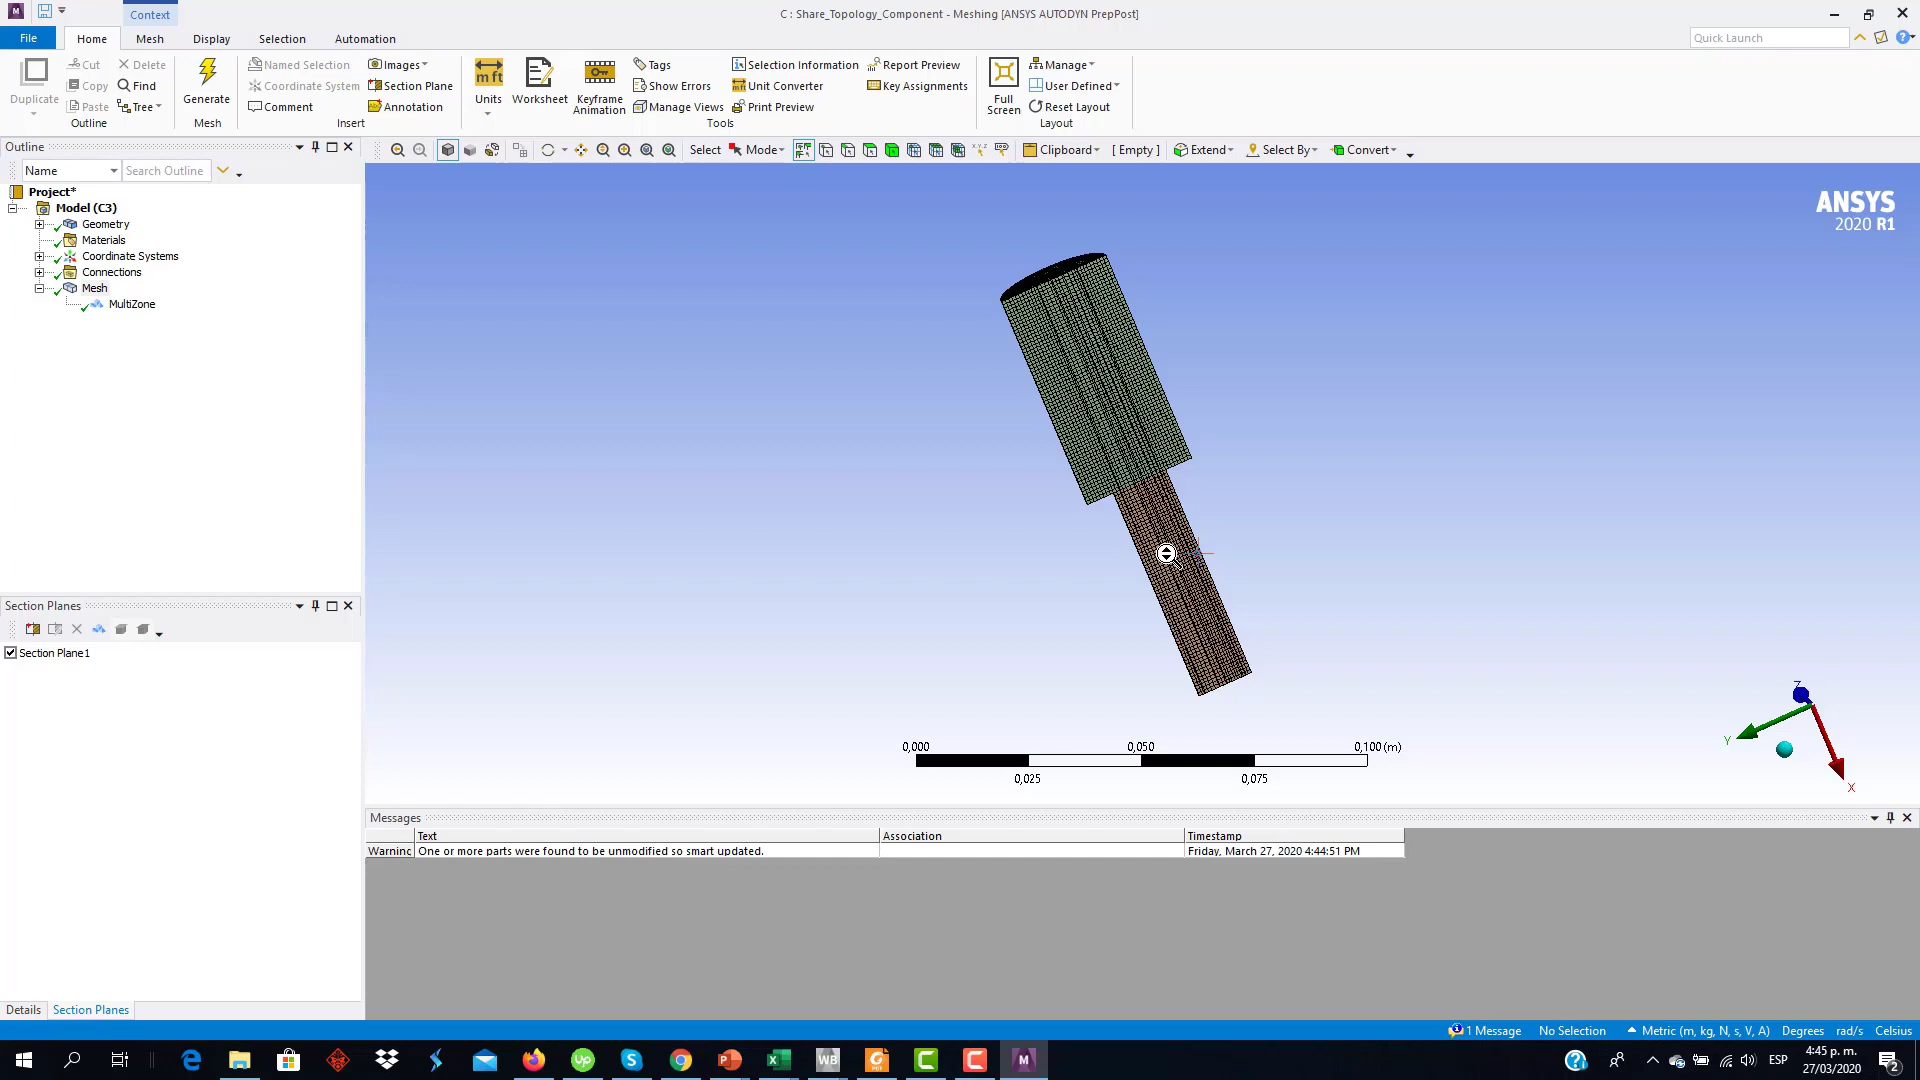 Context
C : Share_Topology_Component - Meshing [ANSYS AUTODYN PrepPost]
File Home Mesh Display Selection Automation
Quick Launch
Duplicate
Cut
Copy
Paste
Delete
Find
Tree
Outline
Generate
Mesh
Named Selection
Coordinate System
Comment
Images
Section Plane
Annotation
Insert
mft
Units
Worksheet
Keyframe
Animation
Tags
Show Errors
Manage Views
Selection Information
Unit Converter
Print Preview
Report Preview
Key Assignments
Tools
Full
Screen
Manage
User Defined
Reset Layout
Layout
Outline
Select Mode Clipboard [ Empty ] Extend Select By Convert
Name Search Outline
Project*
Model (C3)
Geometry
Materials
Coordinate Systems
Connections
Mesh
MultiZone
ANSYS
2020 R1
Section Planes
Section Plane1
Z
Y
X
0,000 0,050 0,100 (m)
0,025 0,075
Messages
Text Association Timestamp
Warninc One or more parts were found to be unmodified so smart updated. Friday, March 27, 2020 4:44:51 PM
Details Section Planes
1 Message No Selection Metric (m, kg, N, s, V, A) Degrees rad/s Celsius
Up
WB
M
ESP
4:45 p. m.
27/03/2020
2